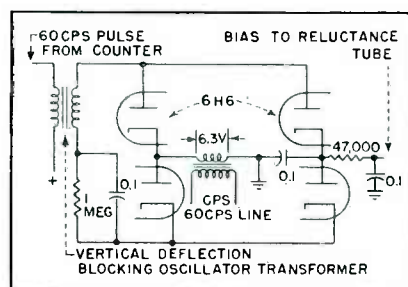 60CPS PULSE
FROM COUNTER
BIAS TO RELUCTANCE
TUBE
6H6
6.3V
47,000
0.1
0.1
0.1
1
MEG
+
CPS
60CPS LINE
VERTICAL DEFLECTION
BLOCKING OSCILLATOR TRANSFORMER